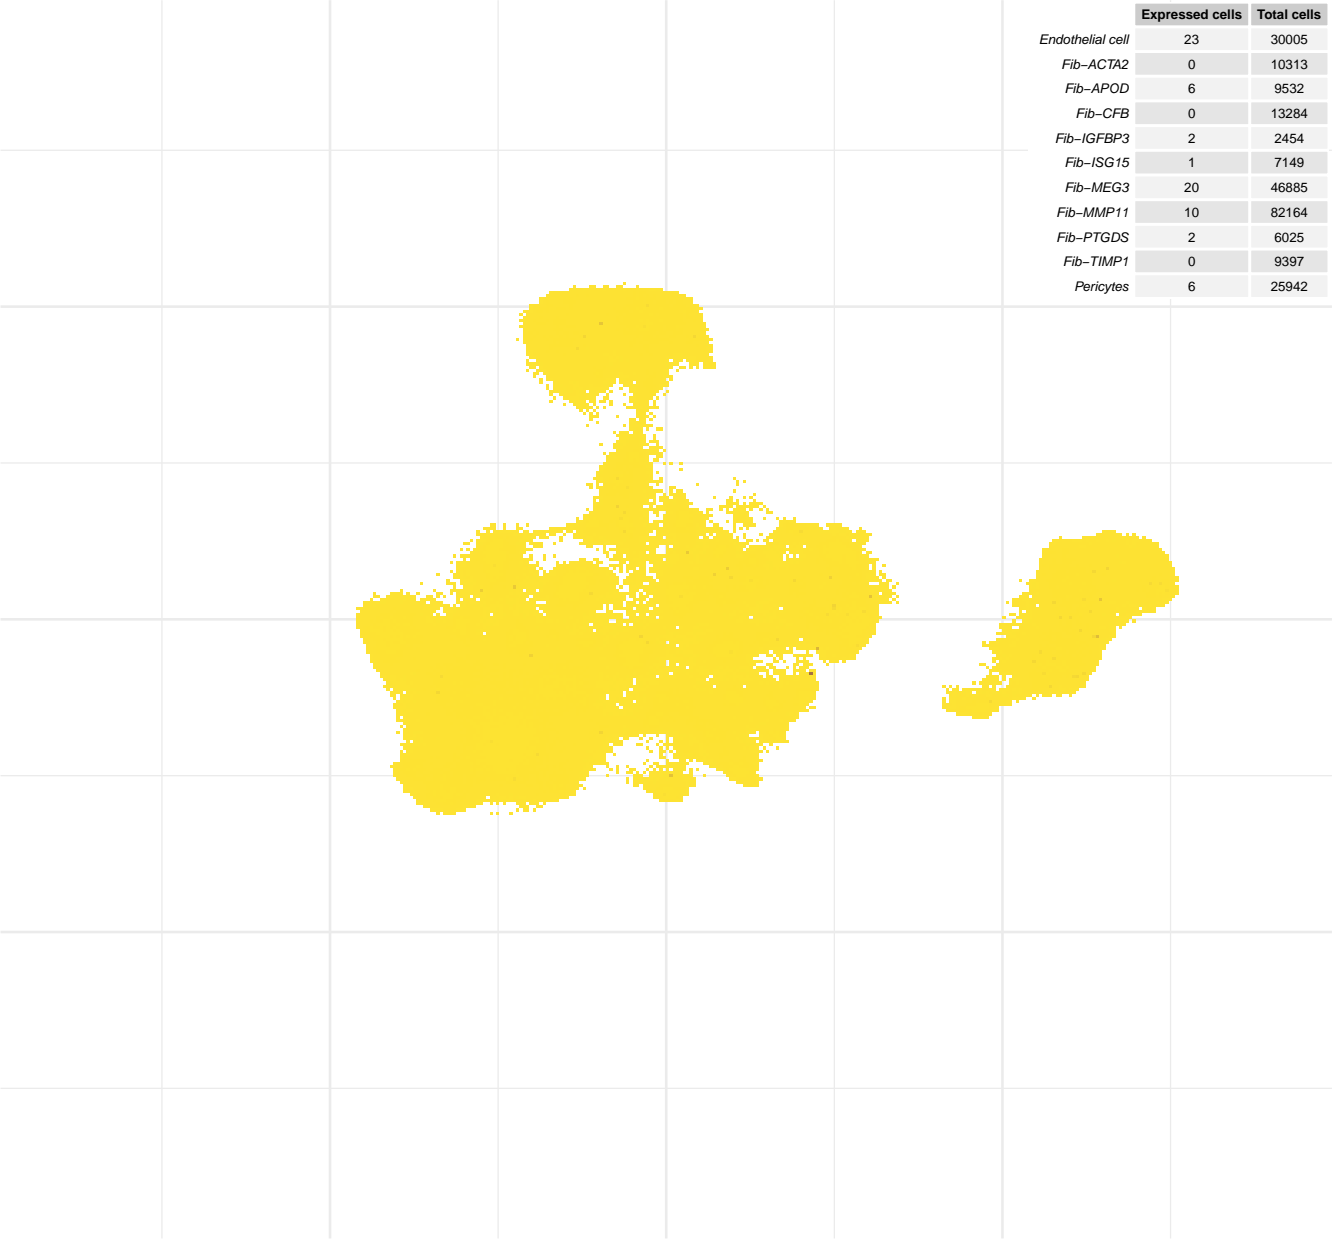 Expressed cells Total cells
Endothelial cell 23 30005
Fib−ACTA2 0 10313
Fib−APOD 6 9532
Fib−CFB 0 13284
Fib−IGFBP3 2 2454
Fib−ISG15 1 7149
Fib−MEG3 20 46885
Fib−MMP11 10 82164
Fib−PTGDS 2 6025
Fib−TIMP1 0 9397
Pericytes 6 25942